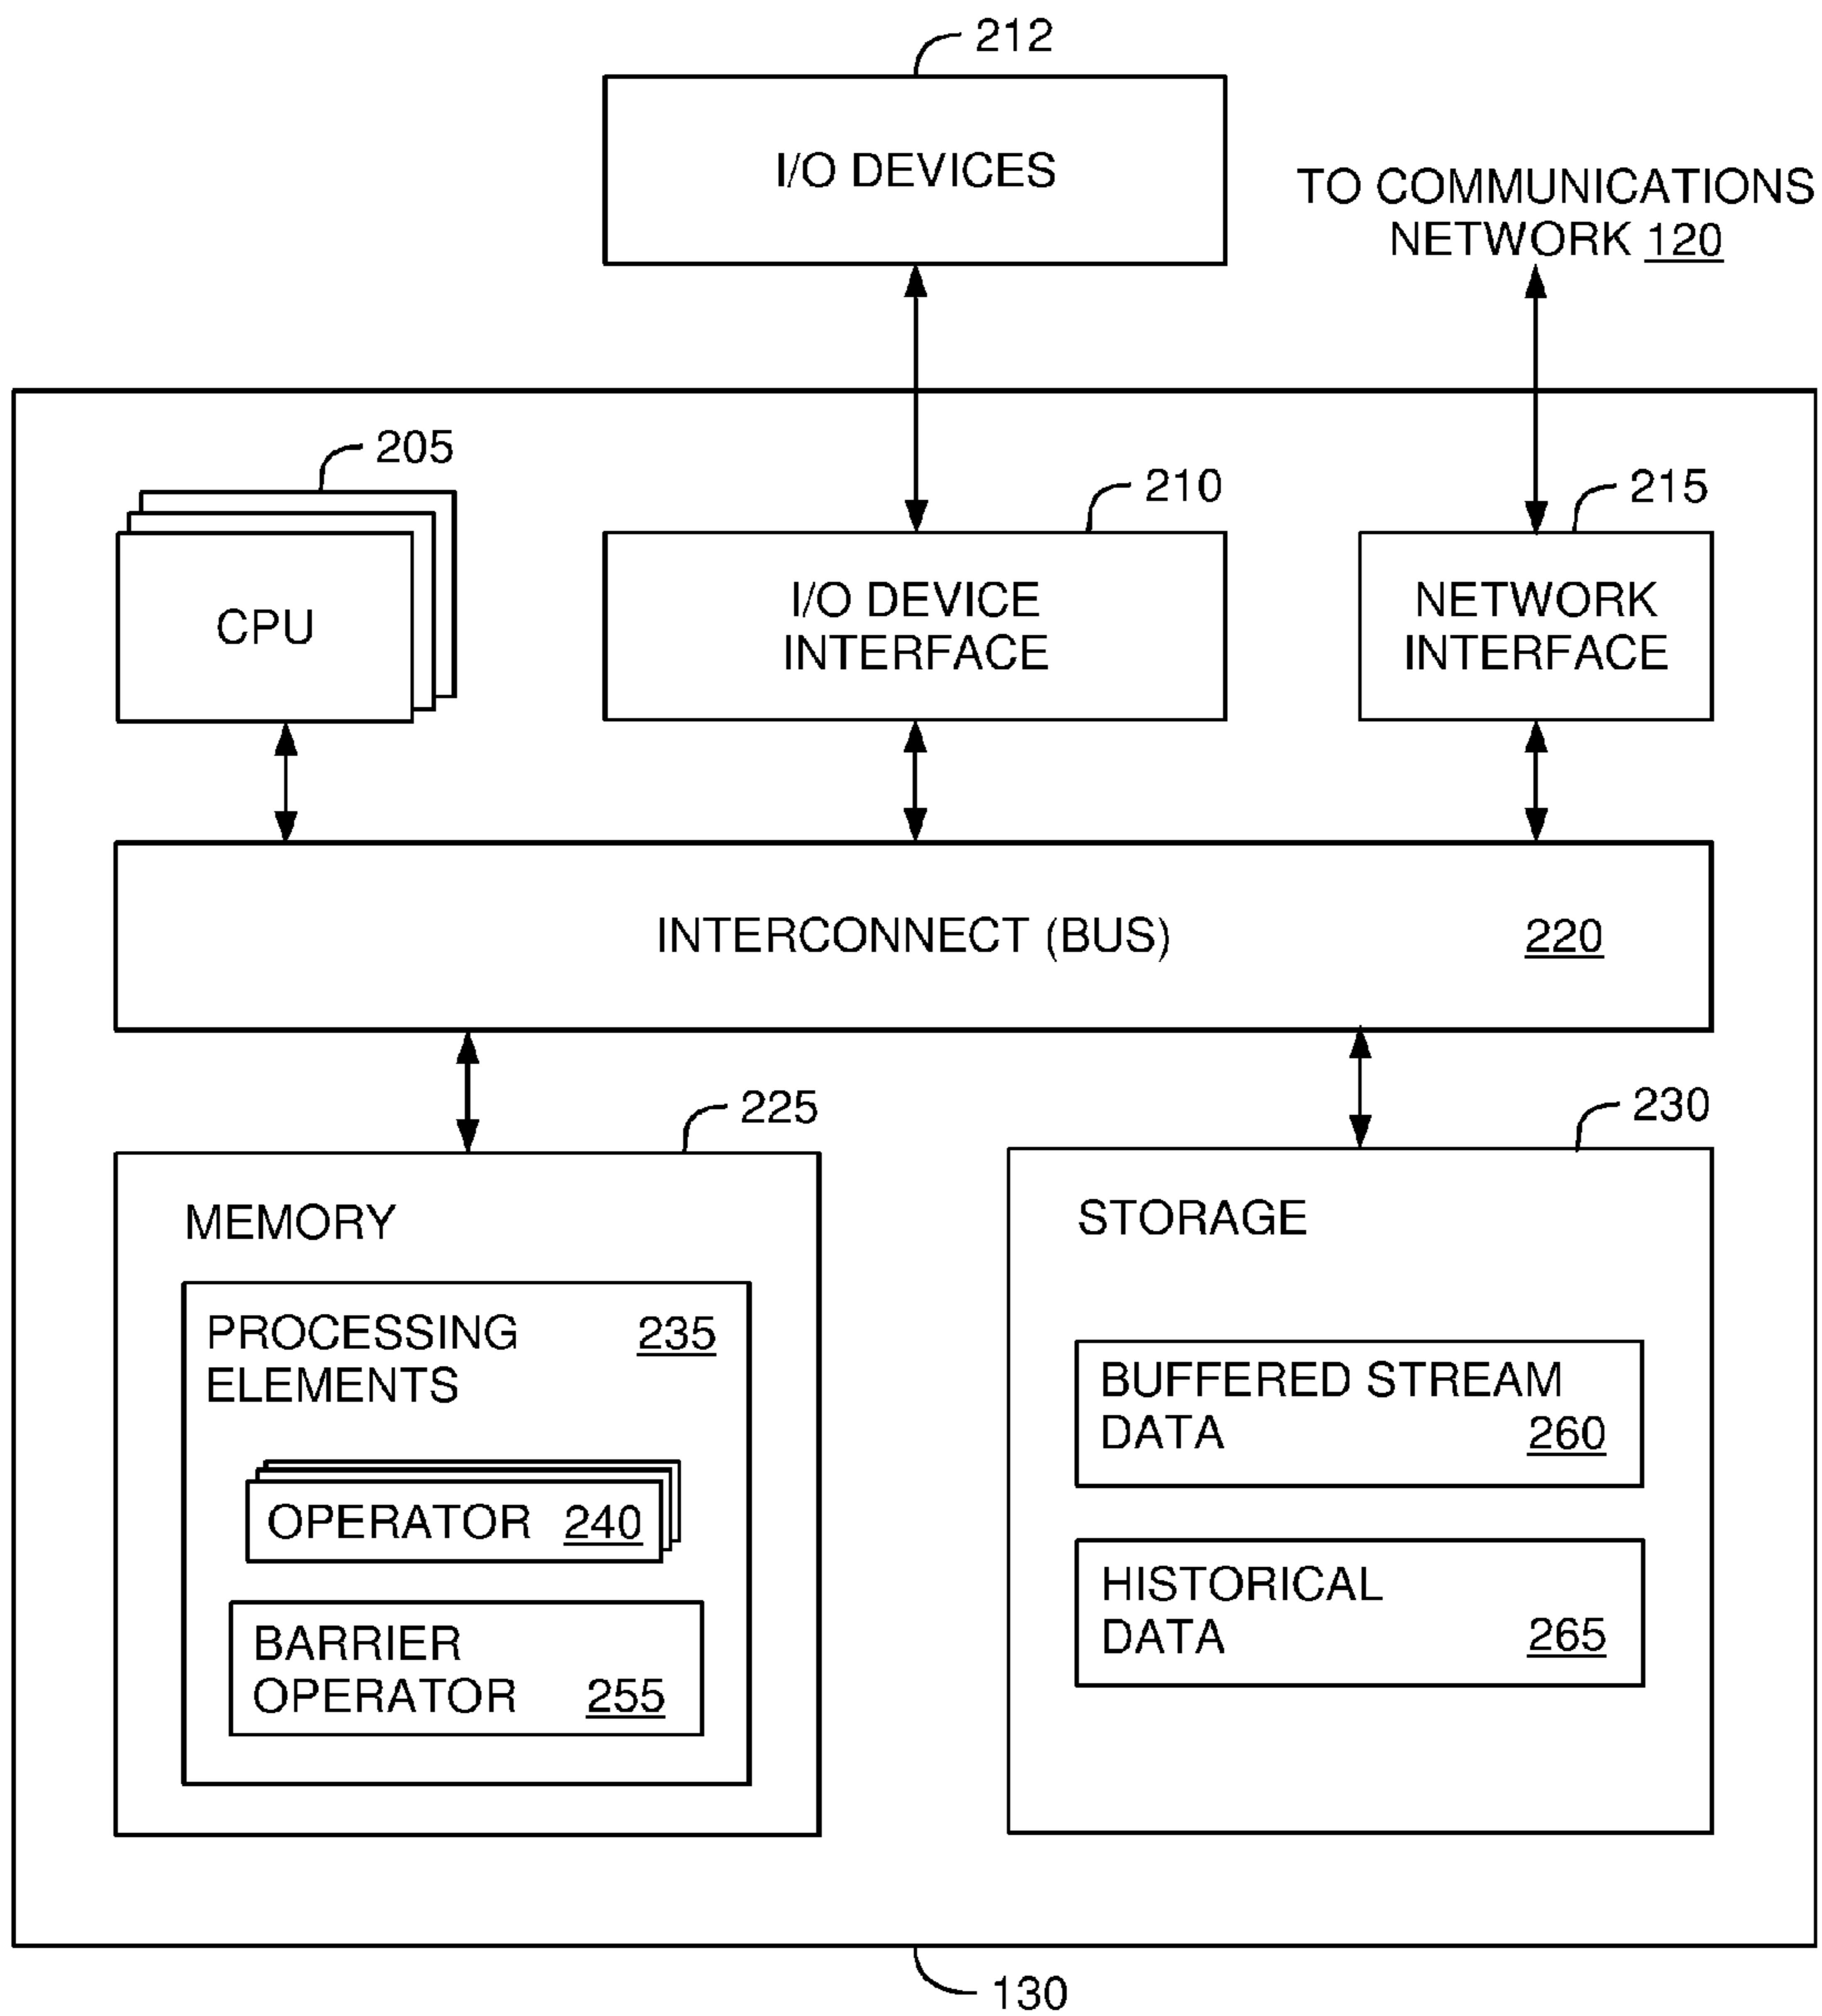 212
I/O DEVICES
TO COMMUNICATIONS
NETWORK 120
205
210
215
CPU
I/O DEVICE
INTERFACE
NETWORK
INTERFACE
INTERCONNECT (BUS) 220
225
230
MEMORY
PROCESSING 235
ELEMENTS
OPERATOR 240
BARRIER
OPERATOR 255
STORAGE
BUFFERED STREAM
DATA 260
HISTORICAL
DATA 265
130